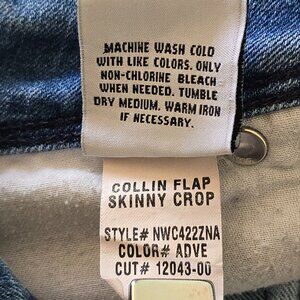 MACHINE WASH COLD
WITH LIKE COLORS. ONLY
NON-CHLORINE BLEACH
WHEN NEEDED. TUMBLE
DRY MEDIUM. WARM IRON
IF NECESSARY.
COLLIN FLAP
SKINNY CROP
STYLE# NWC422ZNA
COLOR# ADVE
CUT# 12043-00